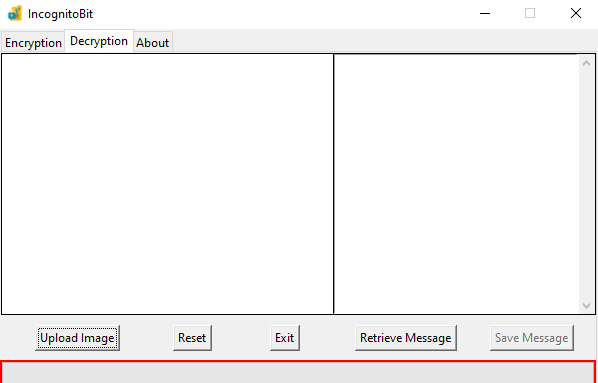 IncognitoBit
Encryption Decryption About
Upload Image Reset Exit Retrieve Message Save Message